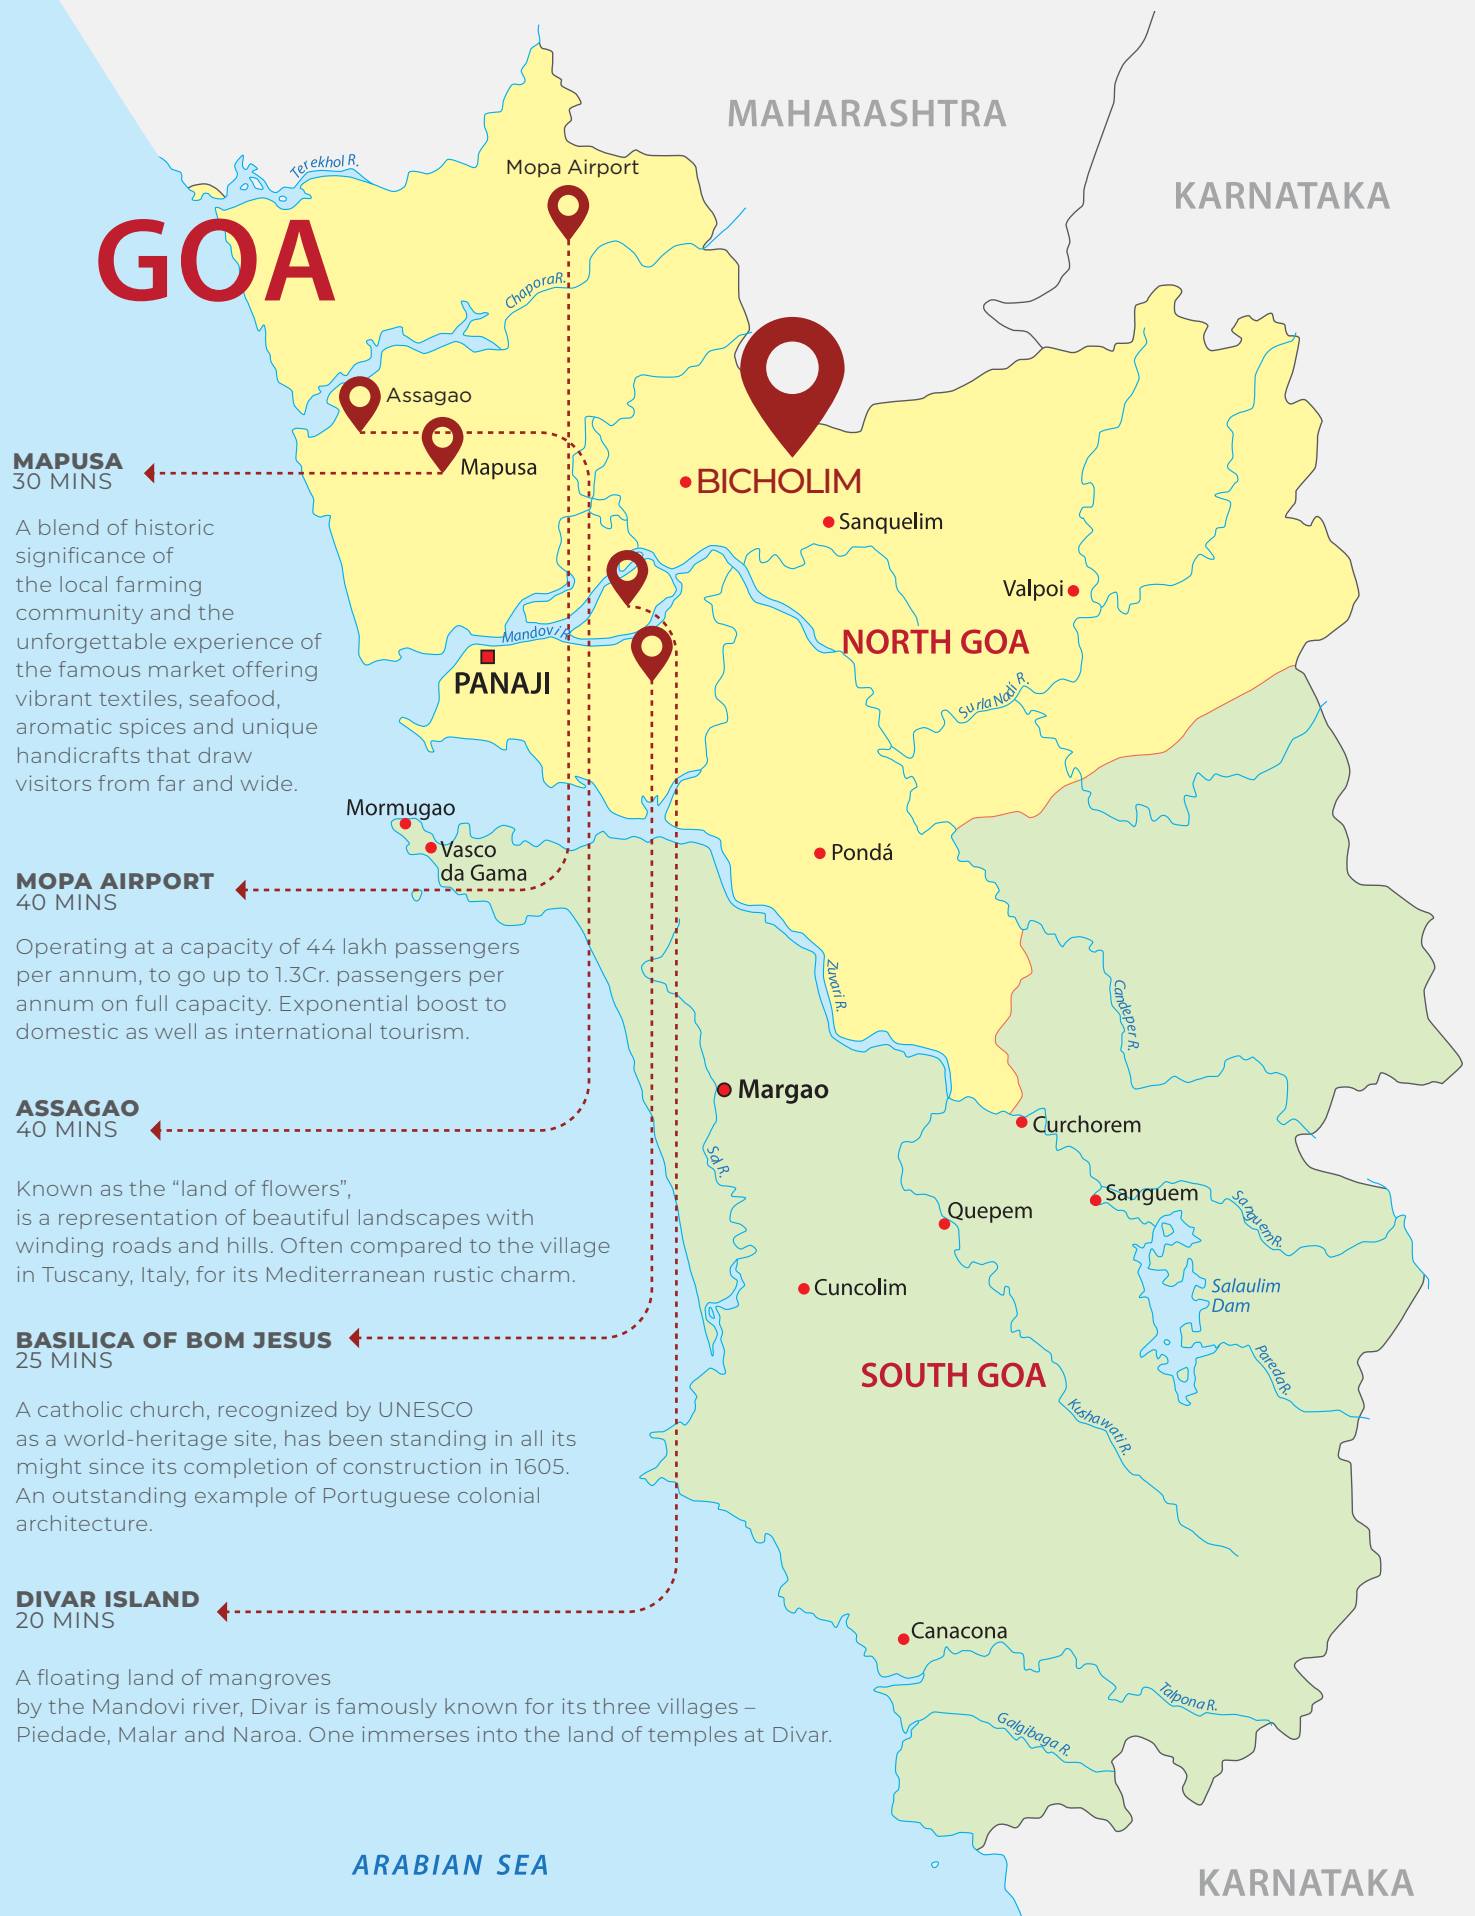 MAHARASHTRA
KARNATAKA
Terekhol R.
Mopa Airport
GOA
Chapora R.
Assagao
Mapusa
BICHOLIM
Sanquelim
Valpoi
NORTH GOA
Mandovi R.
PANAJI
Surla Nadi R.
MAPUSA
30 MINS
A blend of historic
significance of
the local farming
community and the
unforgettable experience of
the famous market offering
vibrant textiles, seafood,
aromatic spices and unique
handicrafts that draw
visitors from far and wide.
Mormugao
Vasco
da Gama
Pondá
MOPA AIRPORT
40 MINS
Operating at a capacity of 44 lakh passengers
per annum, to go up to 1.3Cr. passengers per
annum on full capacity. Exponential boost to
domestic as well as international tourism.
Zuvari R.
Candeper R.
Margao
Curchorem
ASSAGAO
40 MINS
Sal R.
Known as the “land of flowers”,
is a representation of beautiful landscapes with
winding roads and hills. Often compared to the village
in Tuscany, Italy, for its Mediterranean rustic charm.
Sanguem
Quepem
Sanguem R.
Cuncolim
Salaulim
Dam
BASILICA OF BOM JESUS
25 MINS
SOUTH GOA
Pareda R.
Kushawati R.
A catholic church, recognized by UNESCO
as a world-heritage site, has been standing in all its
might since its completion of construction in 1605.
An outstanding example of Portuguese colonial
architecture.
DIVAR ISLAND
20 MINS
Canacona
A floating land of mangroves
by the Mandovi river, Divar is famously known for its three villages –
Piedade, Malar and Naroa. One immerses into the land of temples at Divar.
Talpona R.
Galgibaga R.
ARABIAN SEA
KARNATAKA